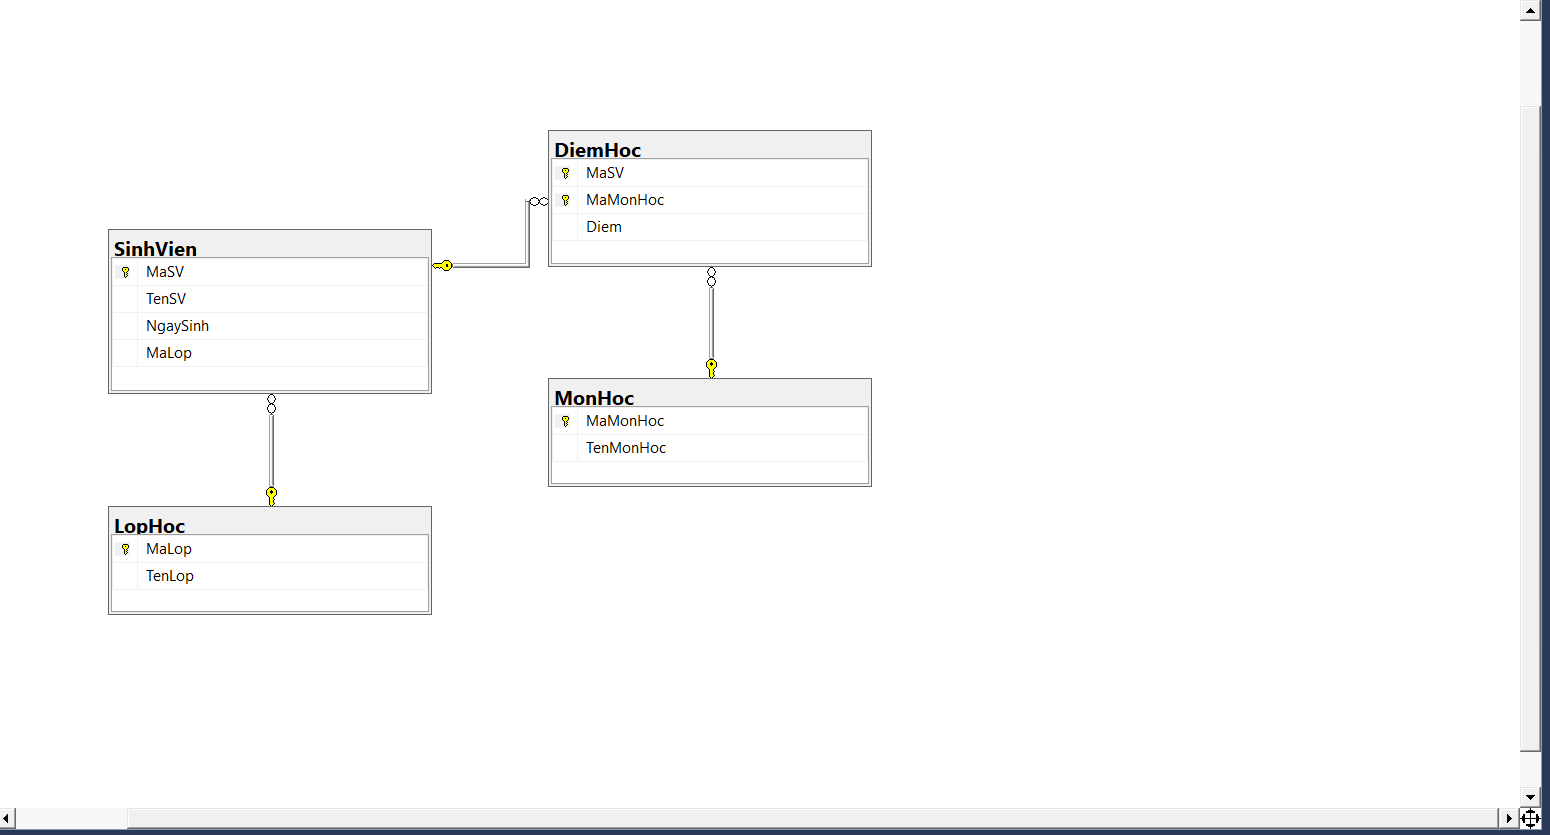 DiemHoc
MaSV
MaMonHoc
Diem
SinhVien
MaSV
TenSV
NgaySinh
MaLop
MonHoc
MaMonHoc
TenMonHoc
LopHoc
MaLop
TenLop